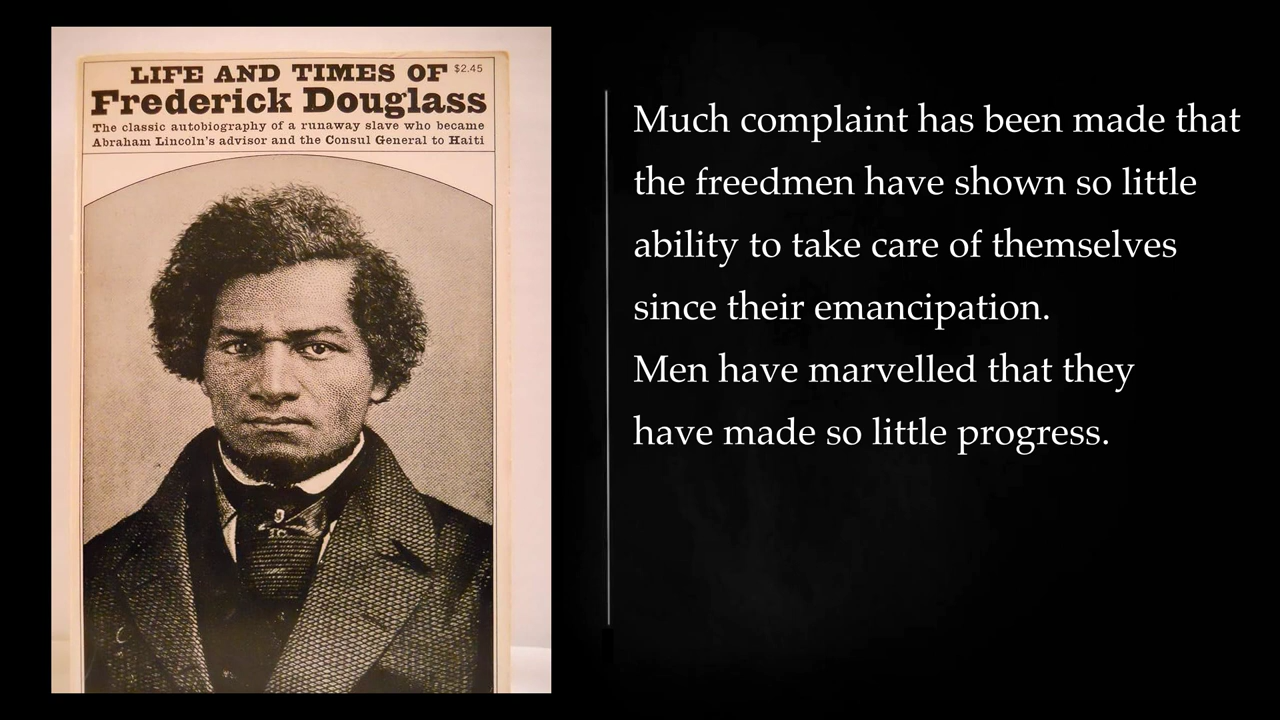 LIFE AND TIMES OF $2.45
Frederick Douglass
The classic autobiography of a runaway slave who became
Abraham Lincoln's advisor and the Consul General to Haiti
Much complaint has been made that
the freedmen have shown so little
ability to take care of themselves
since their emancipation.
Men have marvelled that they
have made so little progress.